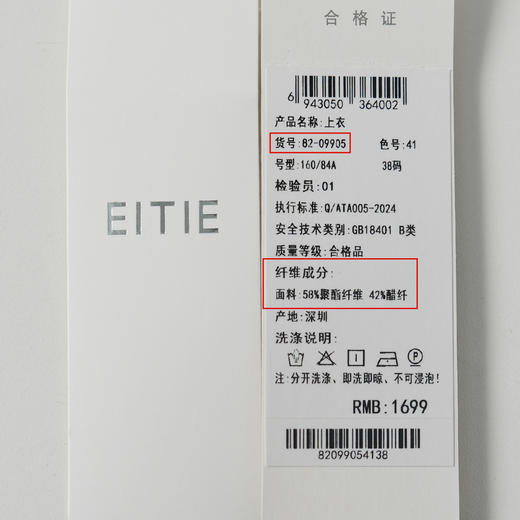 EITIE
合格证
6 943050 364002
产品名称:上衣
货号:82-09905 色号:41
号型:160/84A 38码
检验员:01
执行标准:Q/ATA005-2024
安全技术类别:GB18401 B类
质量等级:合格品
纤维成分:
面料:58%聚酯纤维 42%醋纤
产地:深圳
洗涤说明:
注:分开洗涤、即洗即晾、不可浸泡!
RMB:1699
82099054138